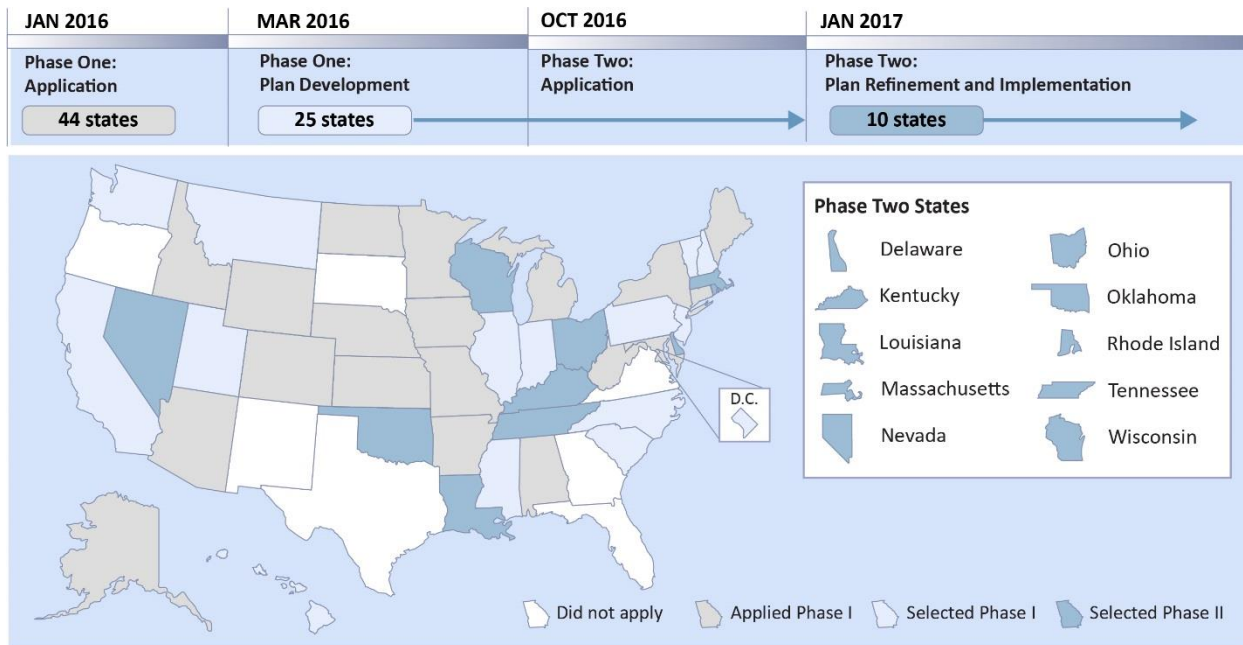 JAN 2016
MAR 2016
OCT 2016
JAN 2017
Phase One:
Application
Phase One:
Plan Development
Phase Two:
Application
Phase Two:
Plan Refinement and Implementation
44 states
25 states
10 states
Phase Two States
Delaware
Ohio
Kentucky
Oklahoma
Louisiana
Rhode Island
Massachusetts
Tennessee
Nevada
Wisconsin
D.C.
Did not apply
Applied Phase I
Selected Phase I
Selected Phase II